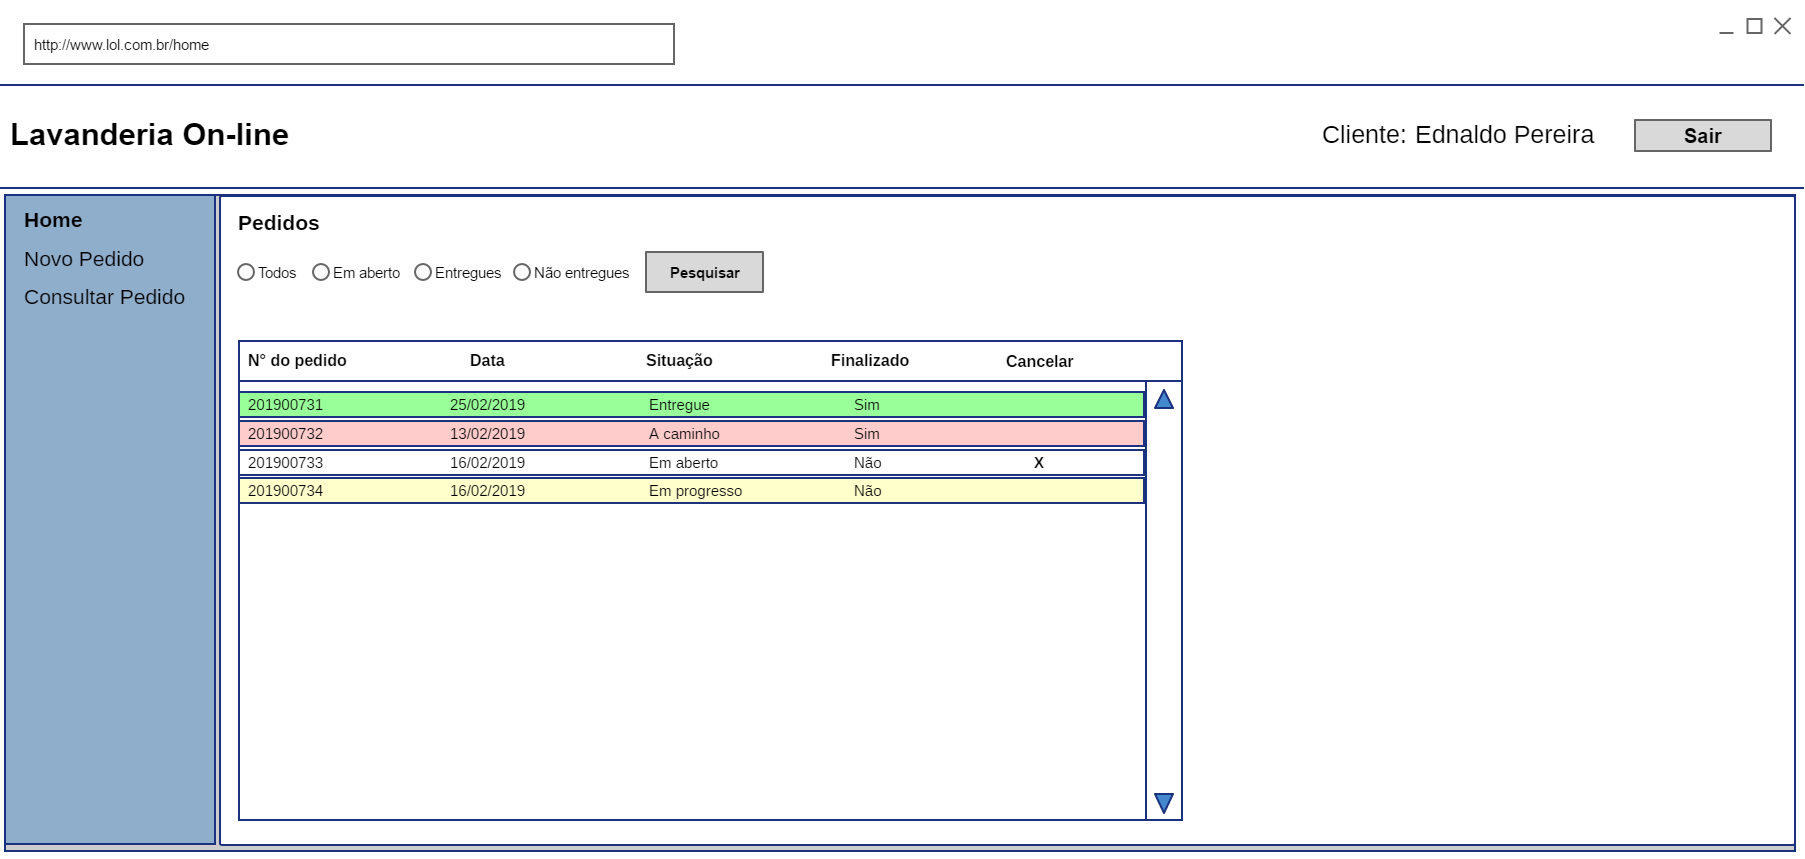 http://www.lol.com.br/home
Lavanderia On-line
Cliente: Ednaldo Pereira
Sair
Home
Novo Pedido
Consultar Pedido
Pedidos
Todos Em aberto Entregues Não entregues Pesquisar
N° do pedido Data Situação Finalizado Cancelar
201900731 25/02/2019 Entregue Sim
201900732 13/02/2019 A caminho Sim
201900733 16/02/2019 Em aberto Não X
201900734 16/02/2019 Em progresso Não